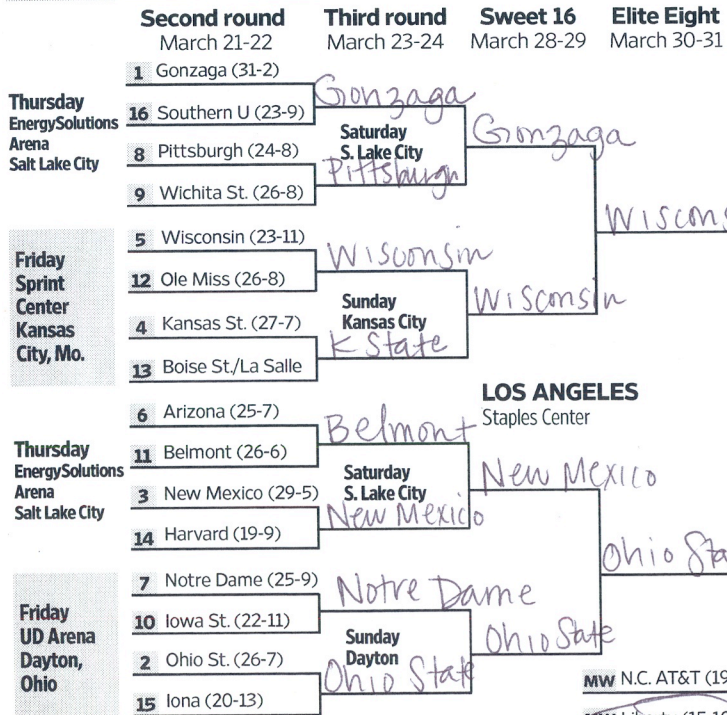 Second round Third round Sweet 16 Elite Eight
March 21-22 March 23-24 March 28-29 March 30-31
1 Gonzaga (31-2)
Gonzaga
Thursday
EnergySolutions
Arena
Salt Lake City
16 Southern U (23-9)
Saturday
S. Lake City
Gonzaga
8 Pittsburgh (24-8)
Pittsburgh
9 Wichita St. (26-8)
Wiscons
5 Wisconsin (23-11)
Wisconsin
Friday
Sprint
Center
Kansas
City, Mo.
12 Ole Miss (26-8)
Sunday
Kansas City
Wisconsin
4 Kansas St. (27-7)
K State
13 Boise St./La Salle
LOS ANGELES
Staples Center
6 Arizona (25-7)
Belmont
Thursday
EnergySolutions
Arena
Salt Lake City
11 Belmont (26-6)
Saturday
S. Lake City
New Mexico
3 New Mexico (29-5)
New Mexico
14 Harvard (19-9)
Ohio Sta
7 Notre Dame (25-9)
Notre Dame
Friday
UD Arena
Dayton,
Ohio
10 Iowa St. (22-11)
Sunday
Dayton
Ohio State
2 Ohio St. (26-7)
Ohio State
15 Iona (20-13)
MW N.C. AT&T (19